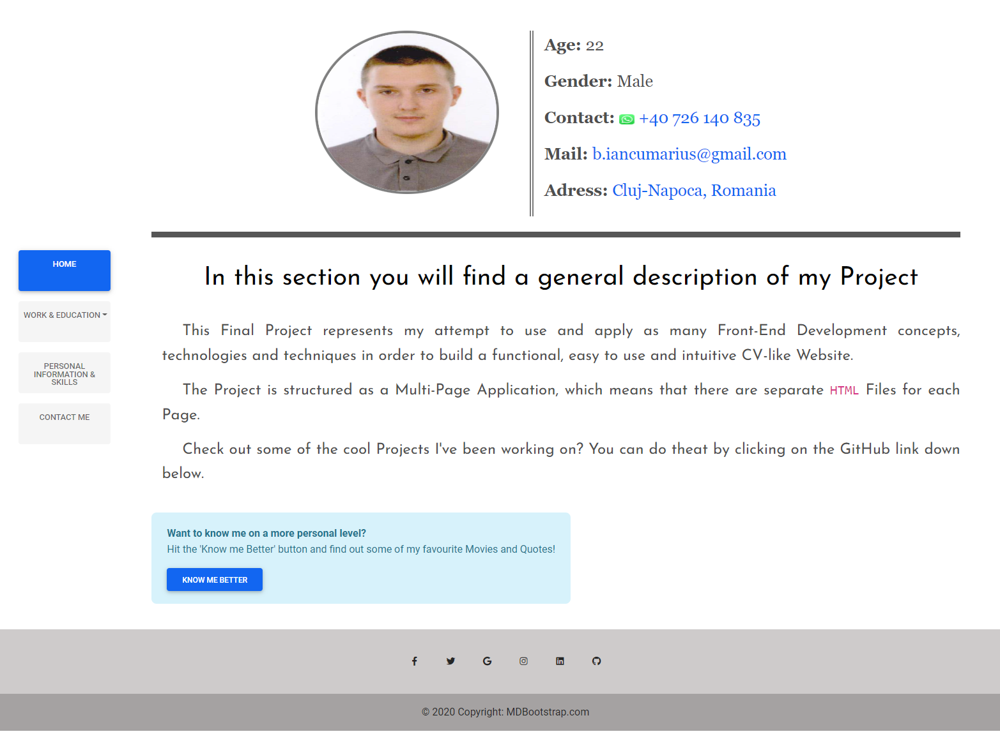 Age: 22
Gender: Male
Contact: +40 726 140 835
Mail: b.iancumarius@gmail.com
Adress: Cluj-Napoca, Romania
HOME
WORK & EDUCATION
PERSONAL
INFORMATION &
SKILLS
CONTACT ME
In this section you will find a general description of my Project
This Final Project represents my attempt to use and apply as many Front-End Development concepts,
technologies and techniques in order to build a functional, easy to use and intuitive CV-like Website.
The Project is structured as a Multi-Page Application, which means that there are separate HTML Files for each
Page.
Check out some of the cool Projects I've been working on? You can do theat by clicking on the GitHub link down
below.
Want to know me on a more personal level?
Hit the 'Know me Better' button and find out some of my favourite Movies and Quotes!
KNOW ME BETTER
© 2020 Copyright: MDBootstrap.com